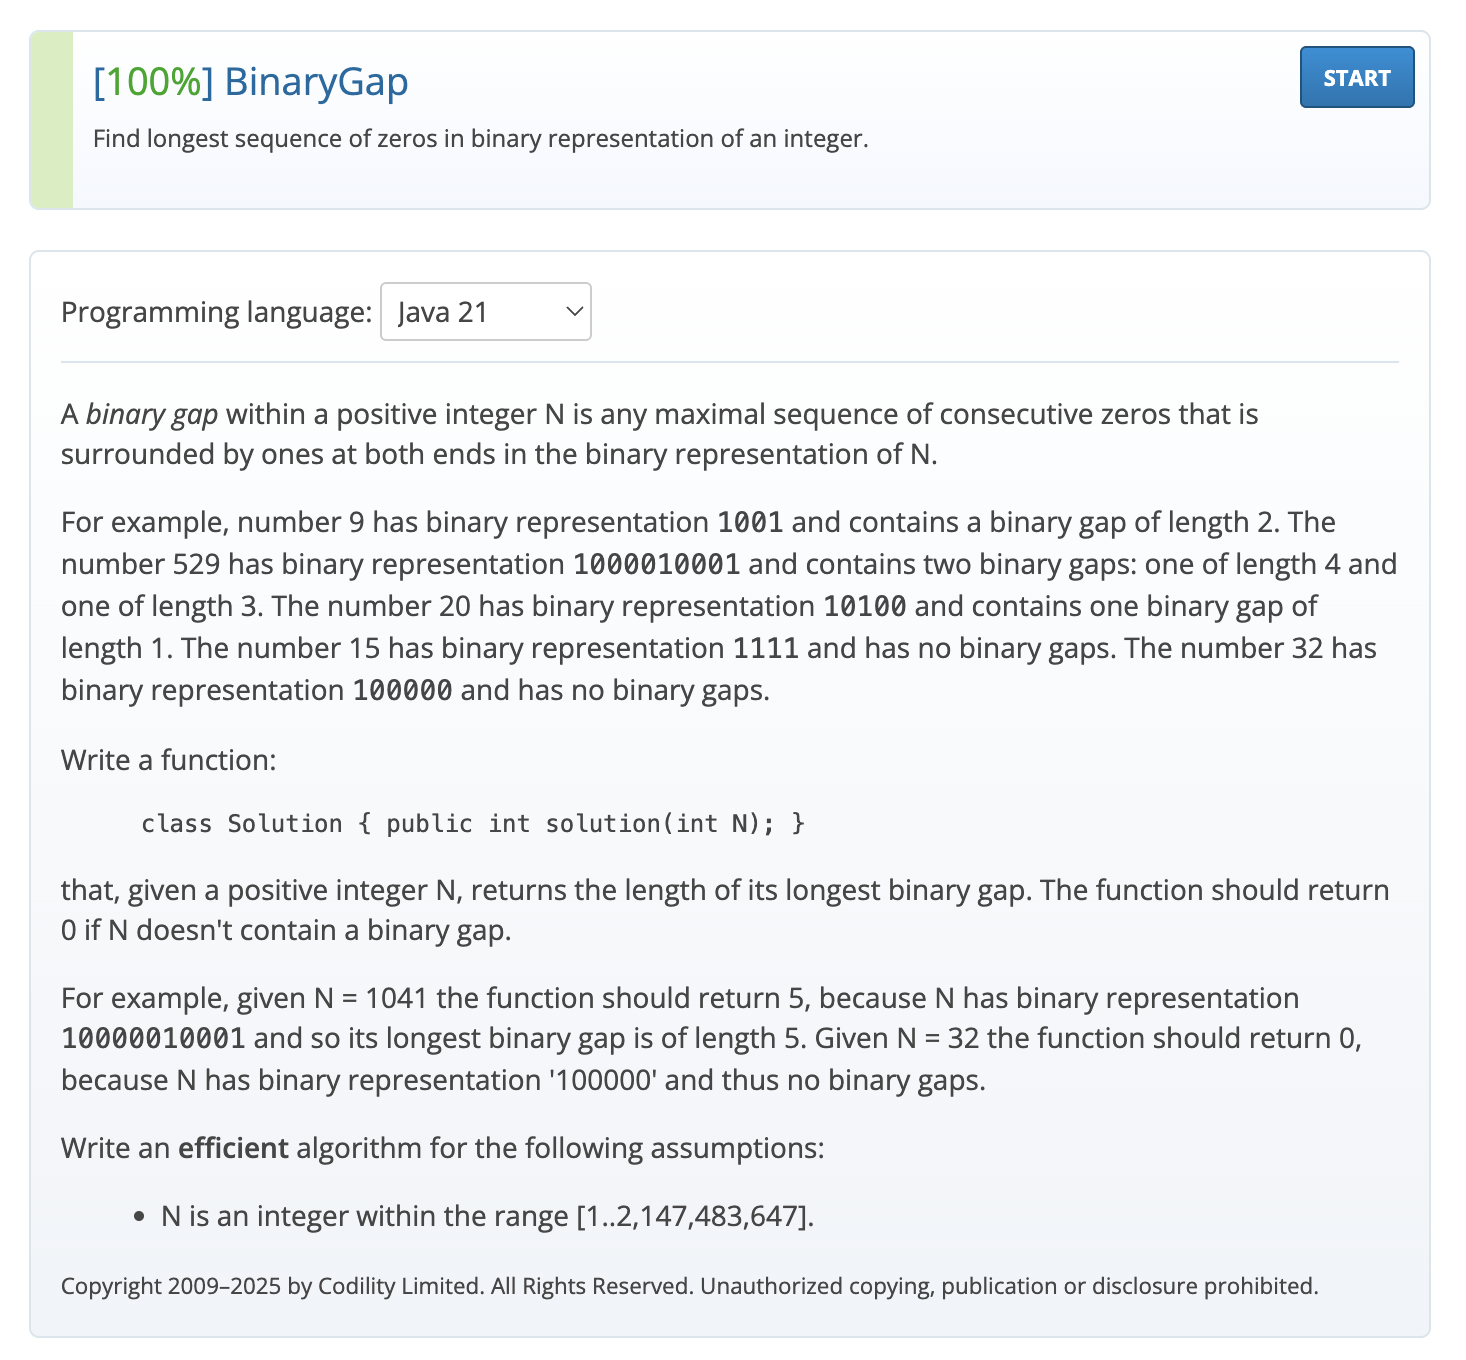 [100%] BinaryGap
START
Find longest sequence of zeros in binary representation of an integer.
Programming language: Java 21
A binary gap within a positive integer N is any maximal sequence of consecutive zeros that is
surrounded by ones at both ends in the binary representation of N.
For example, number 9 has binary representation 1001 and contains a binary gap of length 2. The
number 529 has binary representation 1000010001 and contains two binary gaps: one of length 4 and
one of length 3. The number 20 has binary representation 10100 and contains one binary gap of
length 1. The number 15 has binary representation 1111 and has no binary gaps. The number 32 has
binary representation 100000 and has no binary gaps.
Write a function:
class Solution { public int solution(int N); }
that, given a positive integer N, returns the length of its longest binary gap. The function should return
0 if N doesn't contain a binary gap.
For example, given N = 1041 the function should return 5, because N has binary representation
10000010001 and so its longest binary gap is of length 5. Given N = 32 the function should return 0,
because N has binary representation '100000' and thus no binary gaps.
Write an efficient algorithm for the following assumptions:
• N is an integer within the range [1..2,147,483,647].
Copyright 2009–2025 by Codility Limited. All Rights Reserved. Unauthorized copying, publication or disclosure prohibited.